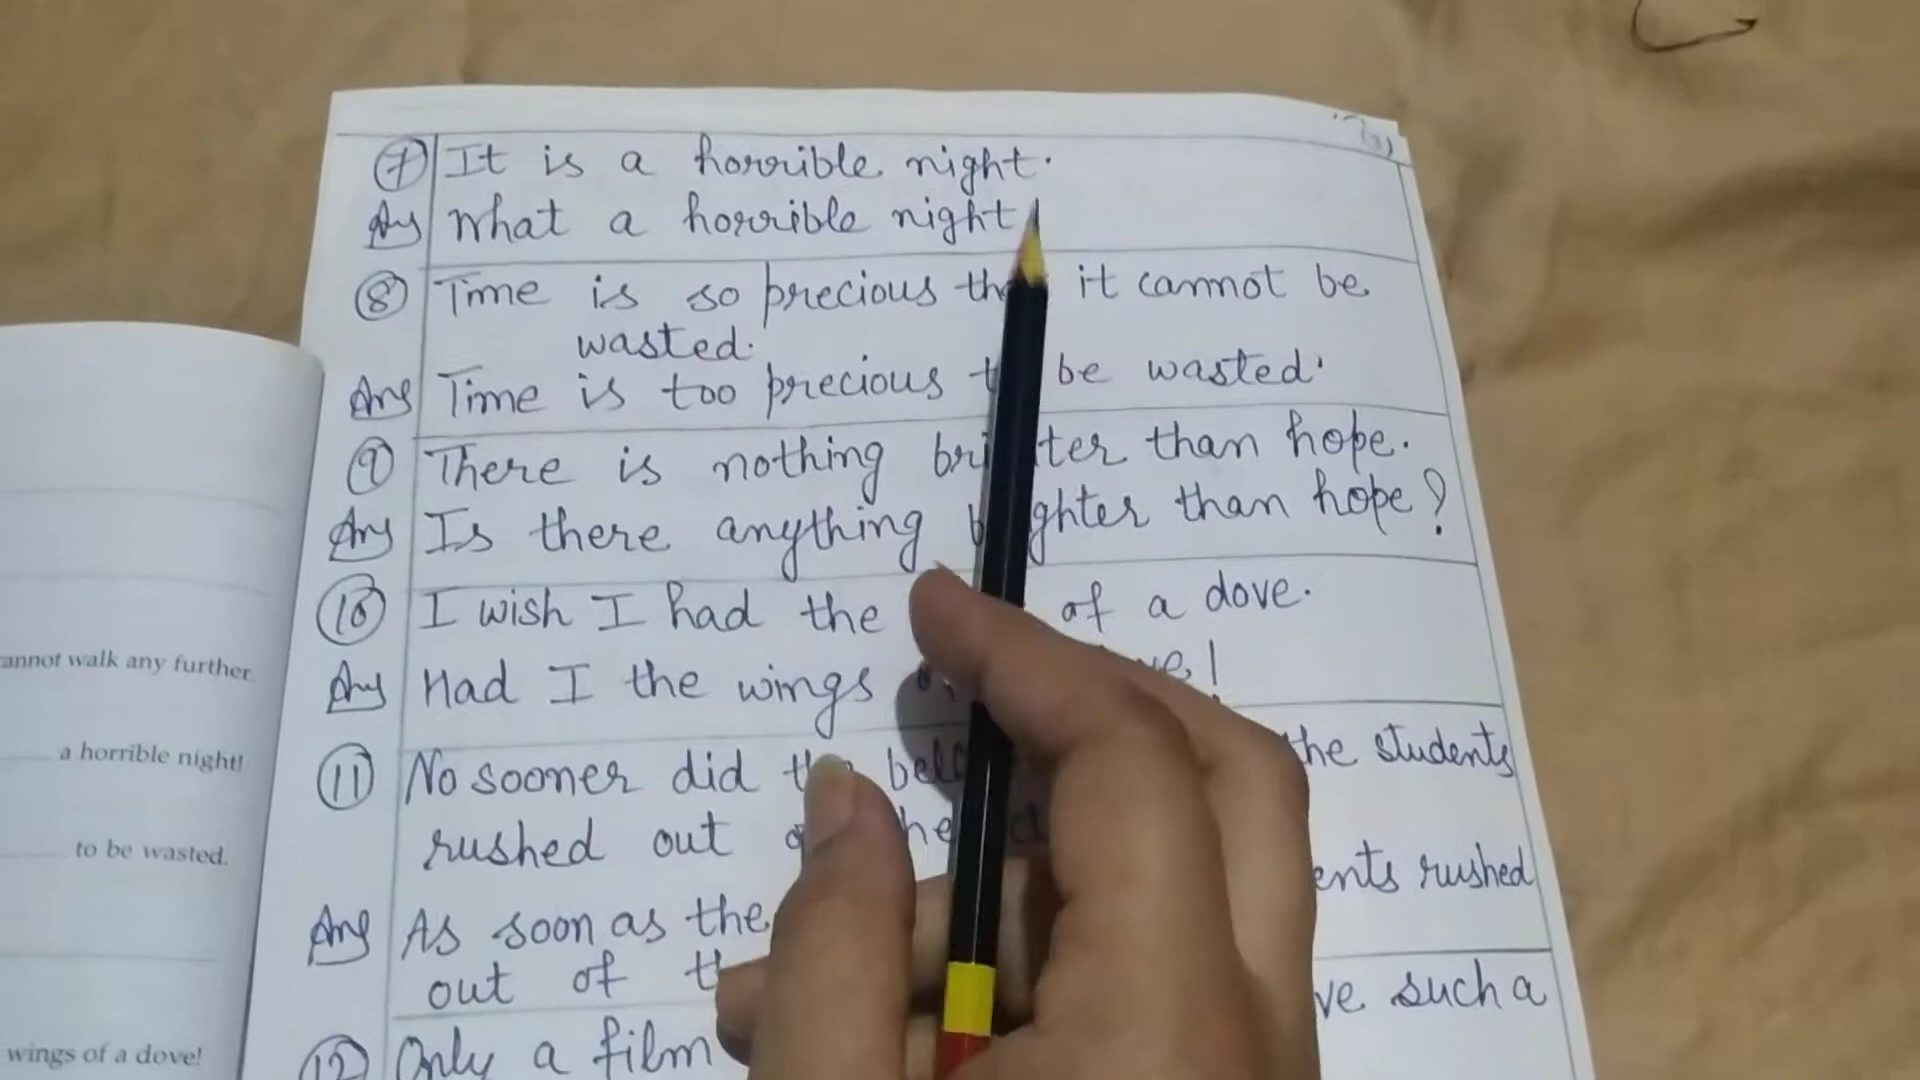 7 It is a horrible night.
Ans What a horrible night!
8 Time is so precious it cannot be
wasted.
Ans Time is too precious be wasted.
9 There is nothing than hope.
Ans Is there anything than hope?
10 I wish I had the of a dove.
Ans Had I the wings !
11 No sooner did the students
rushed out
ents rushed
Ans As soon as the
out of
such a
12 Only a film
annot walk any further.
a horrible night!
to be wasted.
wings of a dove!